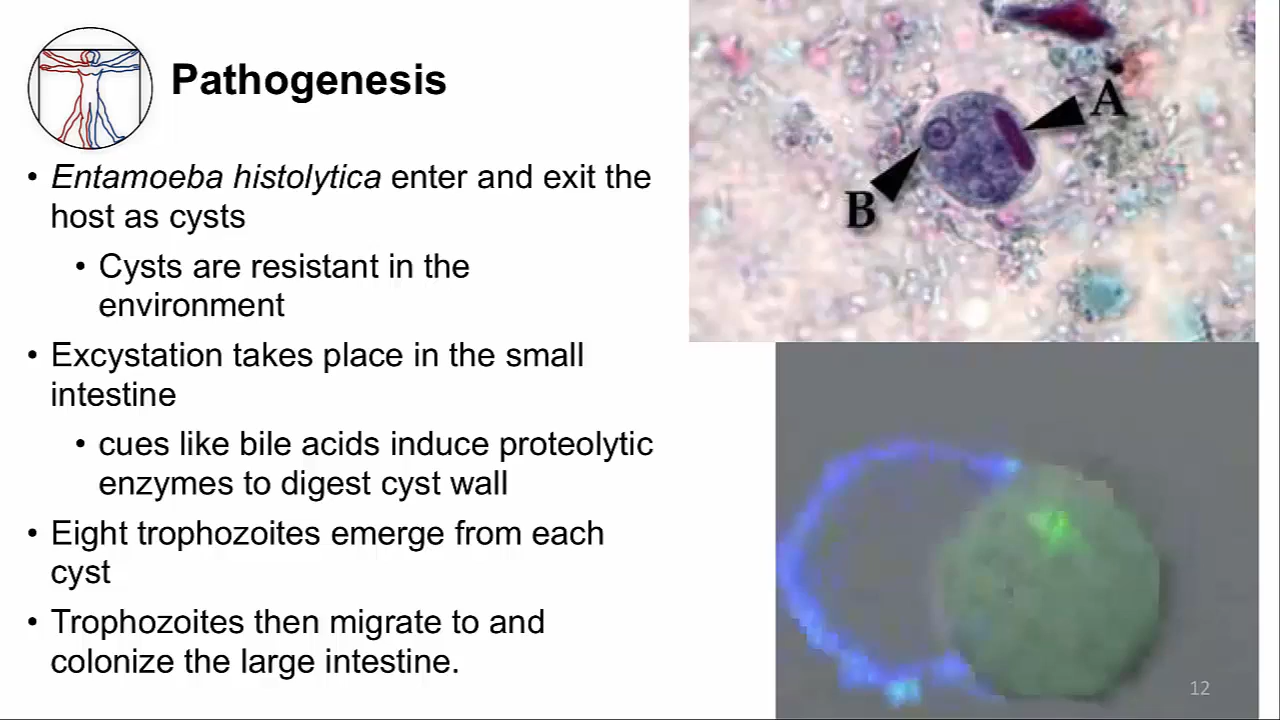 Pathogenesis
• Entamoeba histolytica enter and exit the
host as cysts
• Cysts are resistant in the
environment
• Excystation takes place in the small
intestine
• cues like bile acids induce proteolytic
enzymes to digest cyst wall
• Eight trophozoites emerge from each
cyst
• Trophozoites then migrate to and
colonize the large intestine.
A
B
12